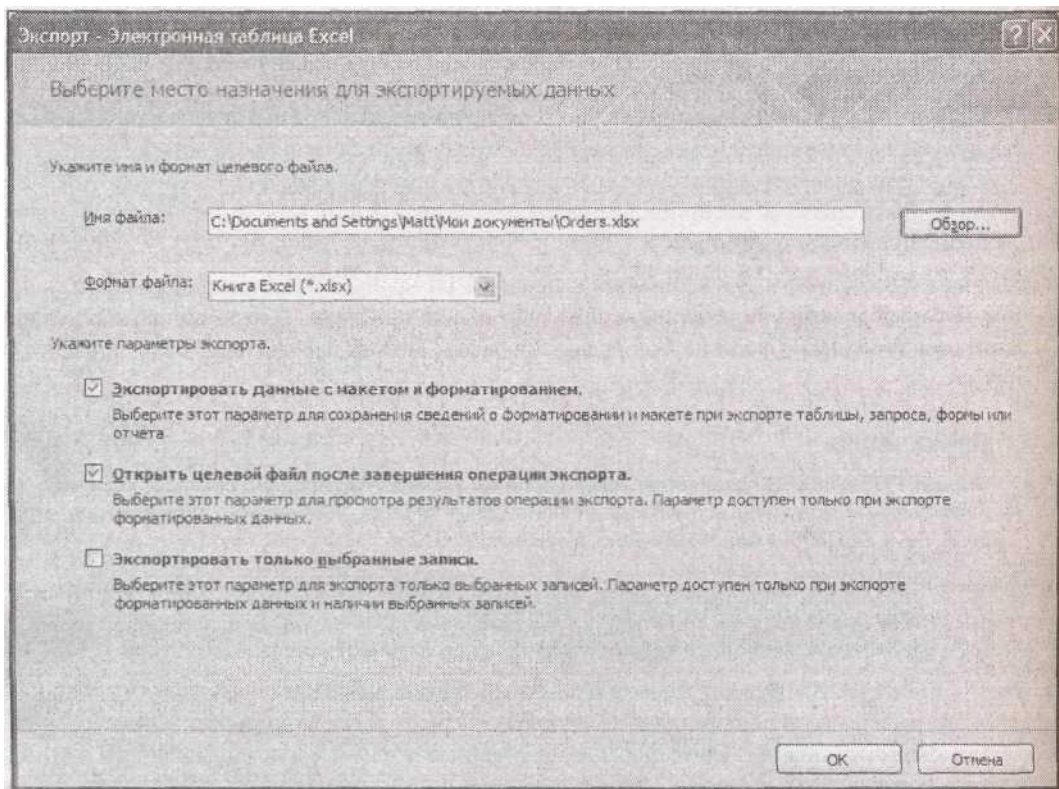 Экспорт - Электронная таблица Excel
Выберите место назначения для экспортируемых данных
Укажите имя и формат целевого файла.
Имя файла: C:\Documents and Settings\Matt\Мои документы\Orders.xlsx Обзор...
Формат файла: Книга Excel (*.xlsx)
Укажите параметры экспорта.
Экспортировать данные с макетом и форматированием.
Выберите этот параметр для сохранения сведений о форматировании и макете при экспорте таблицы, запроса, формы или
отчета
Открыть целевой файл после завершения операции экспорта.
Выберите этот параметр для просмотра результатов операции экспорта. Параметр доступен только при экспорте
форматированных данных.
Экспортировать только выбранные записи.
Выберите этот параметр для экспорта только выбранных записей. Параметр доступен только при экспорте
форматированных данных и наличии выбранных записей.
OK Отмена